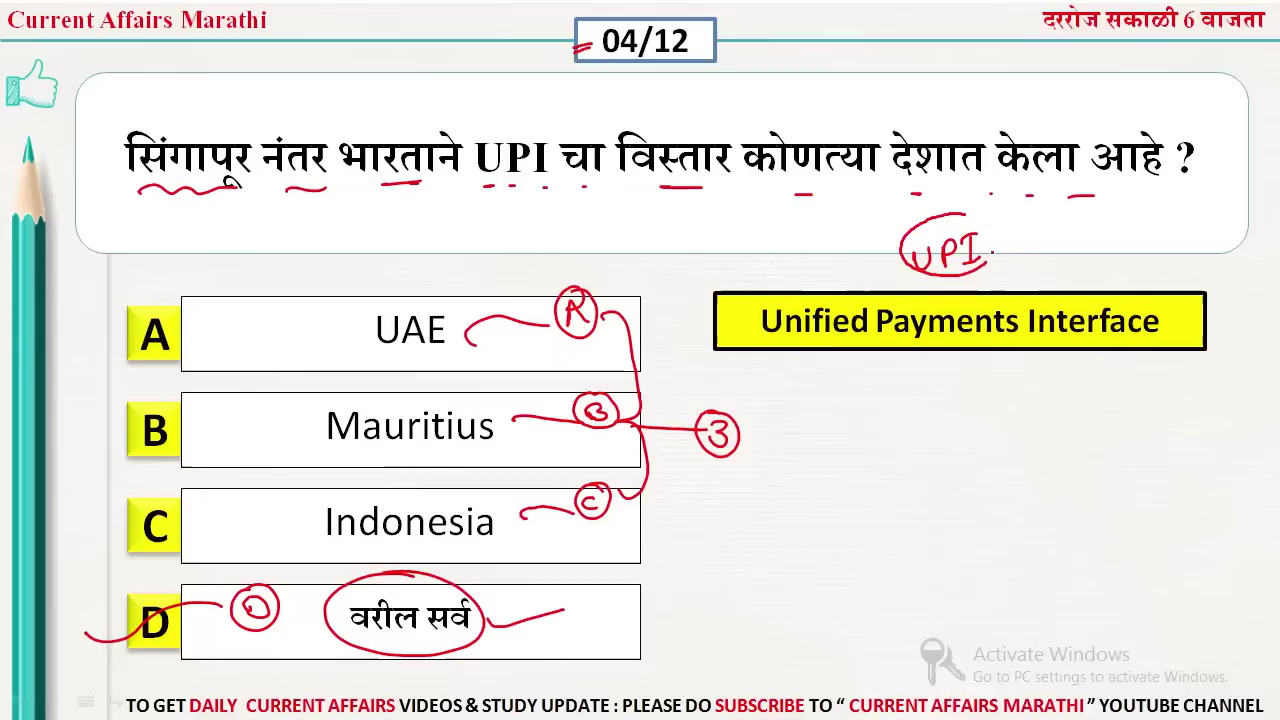 Current Affairs Marathi
दररोज सकाळी 6 वाजता
04/12
सिंगापूर नंतर भारताने UPI चा विस्तार कोणत्या देशात केला आहे ?
UPI
Unified Payments Interface
A UAE A
B Mauritius B
3
C Indonesia C
D D वरील सर्व
Activate Windows
Go to PC settings to activate Windows.
TO GET DAILY CURRENT AFFAIRS VIDEOS & STUDY UPDATE : PLEASE DO SUBSCRIBE TO “ CURRENT AFFAIRS MARATHI ” YOUTUBE CHANNEL